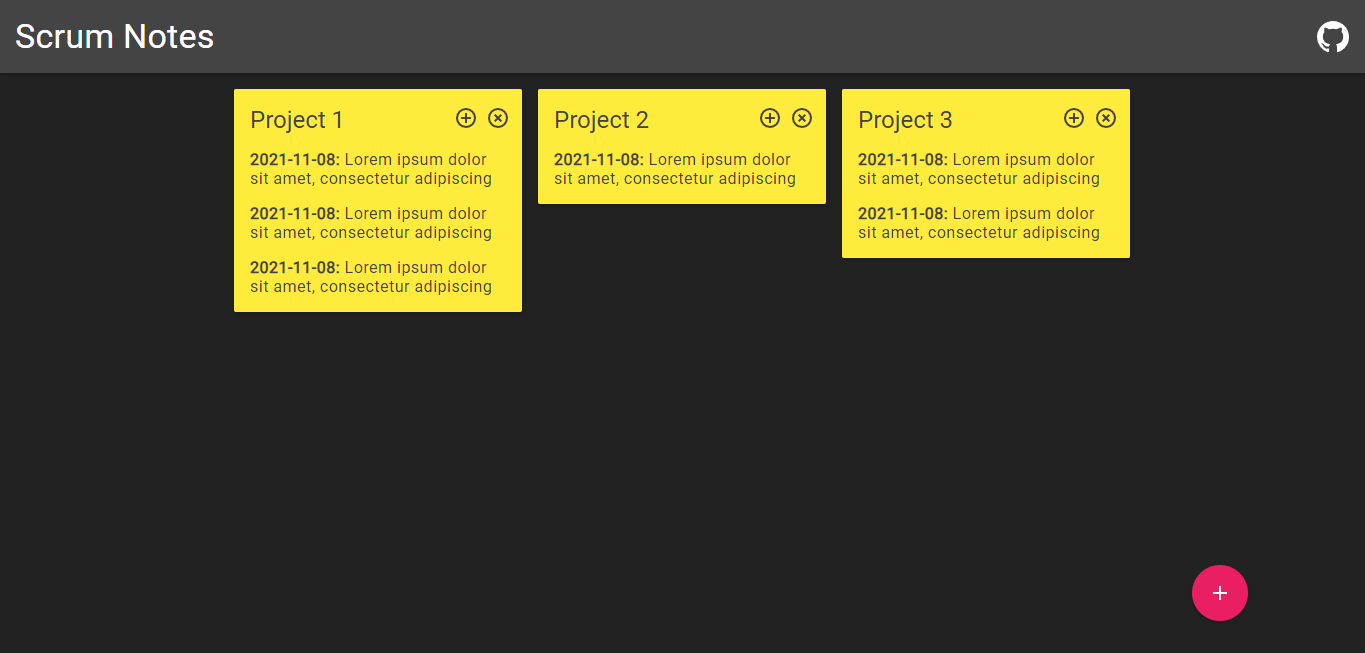 Scrum Notes
Project 1
2021-11-08: Lorem ipsum dolor
sit amet, consectetur adipiscing
2021-11-08: Lorem ipsum dolor
sit amet, consectetur adipiscing
2021-11-08: Lorem ipsum dolor
sit amet, consectetur adipiscing
Project 2
2021-11-08: Lorem ipsum dolor
sit amet, consectetur adipiscing
Project 3
2021-11-08: Lorem ipsum dolor
sit amet, consectetur adipiscing
2021-11-08: Lorem ipsum dolor
sit amet, consectetur adipiscing